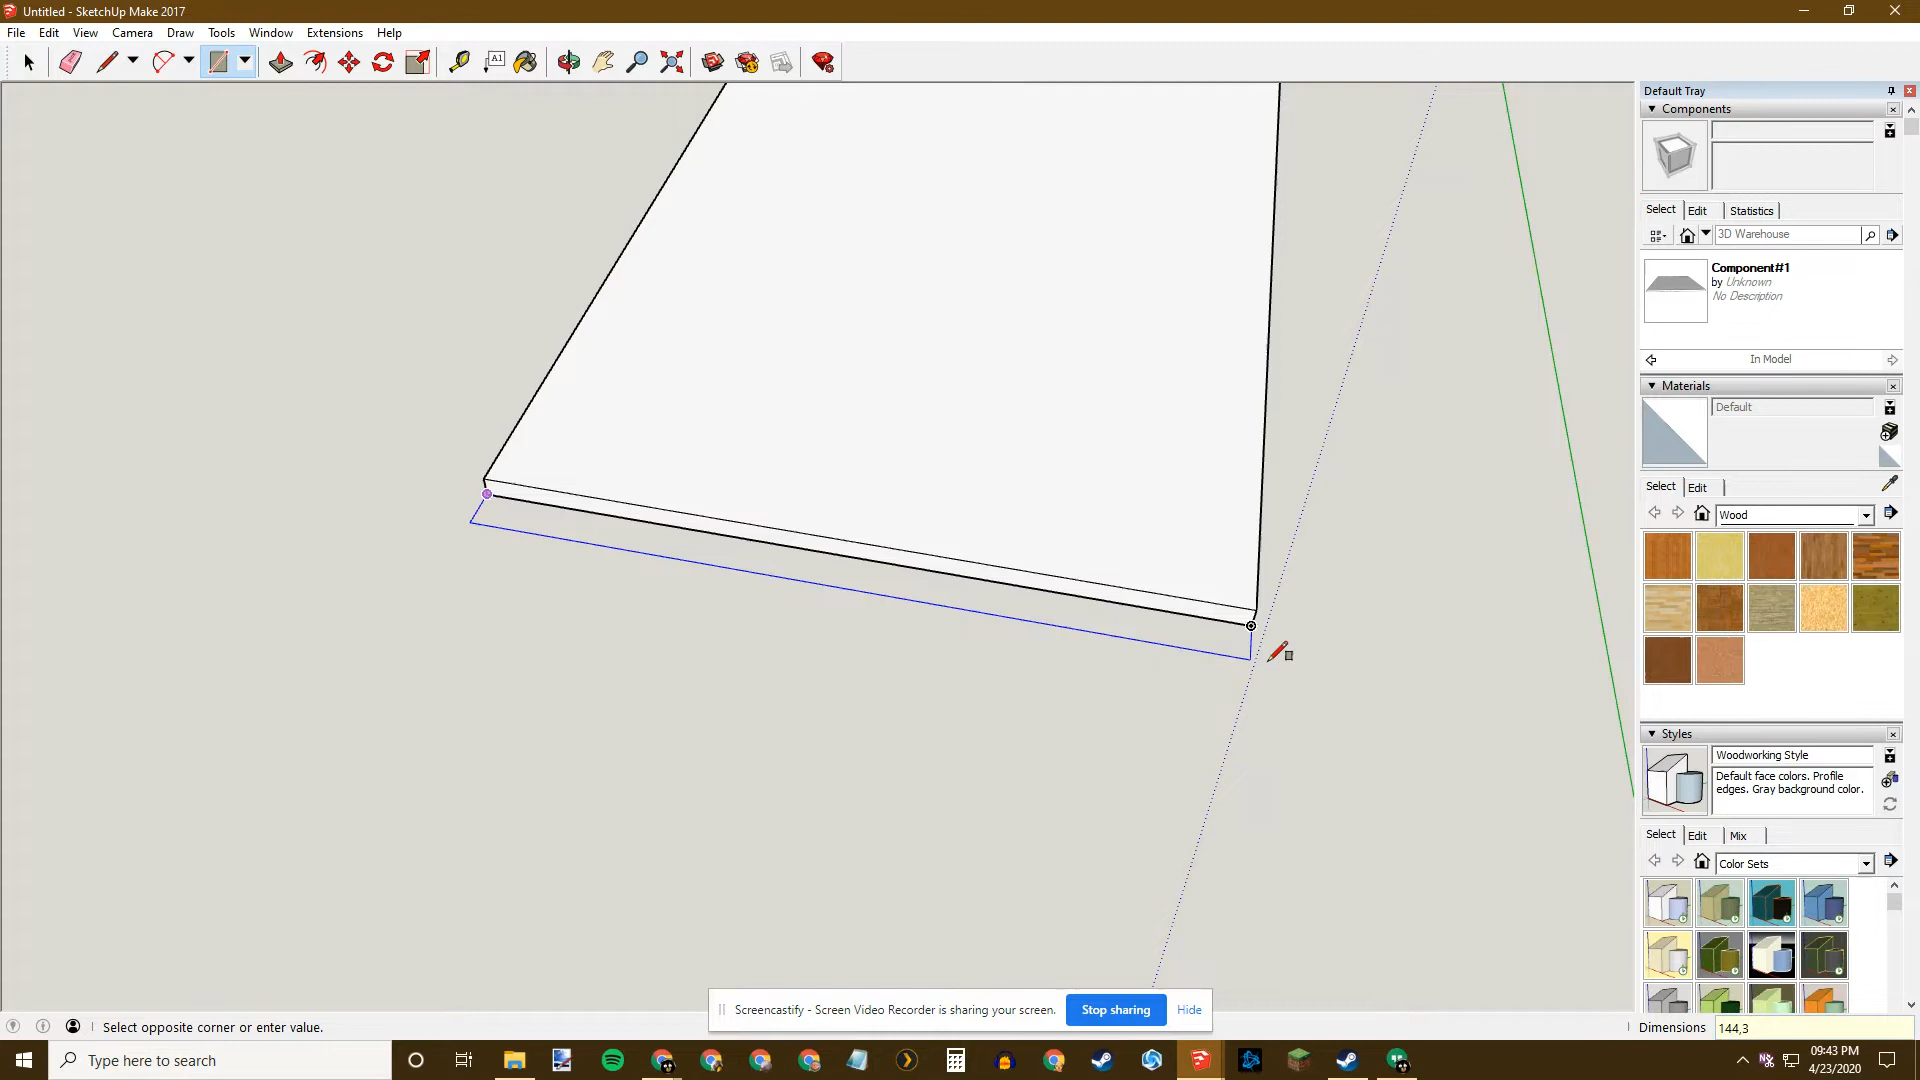 Untitled - SketchUp Make 2017
File Edit View Camera Draw Tools Window Extensions Help
A1
Default Tray
Components
Select Edit Statistics
3D Warehouse
Component#1
by Unknown
No Description
In Model
Materials
Default
Select Edit
Wood
Styles
Woodworking Style
Default face colors. Profile
edges. Gray background color.
Select Edit Mix
Color Sets
Screencastify - Screen Video Recorder is sharing your screen. Stop sharing Hide
Select opposite corner or enter value.
Dimensions 144,3
Type here to search
09:43 PM
4/23/2020